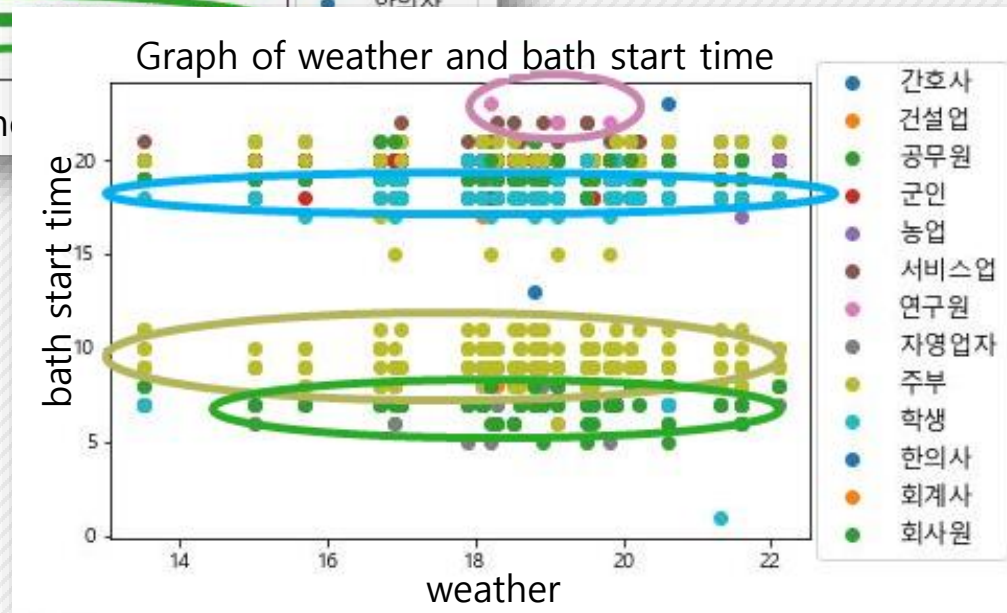 Graph of weather and bath start time
bath start time
20
15
10
5
0
14
16
18
20
22
weather
간호사
건설업
공무원
군인
농업
서비스업
연구원
자영업자
주부
학생
한의사
회계사
회사원